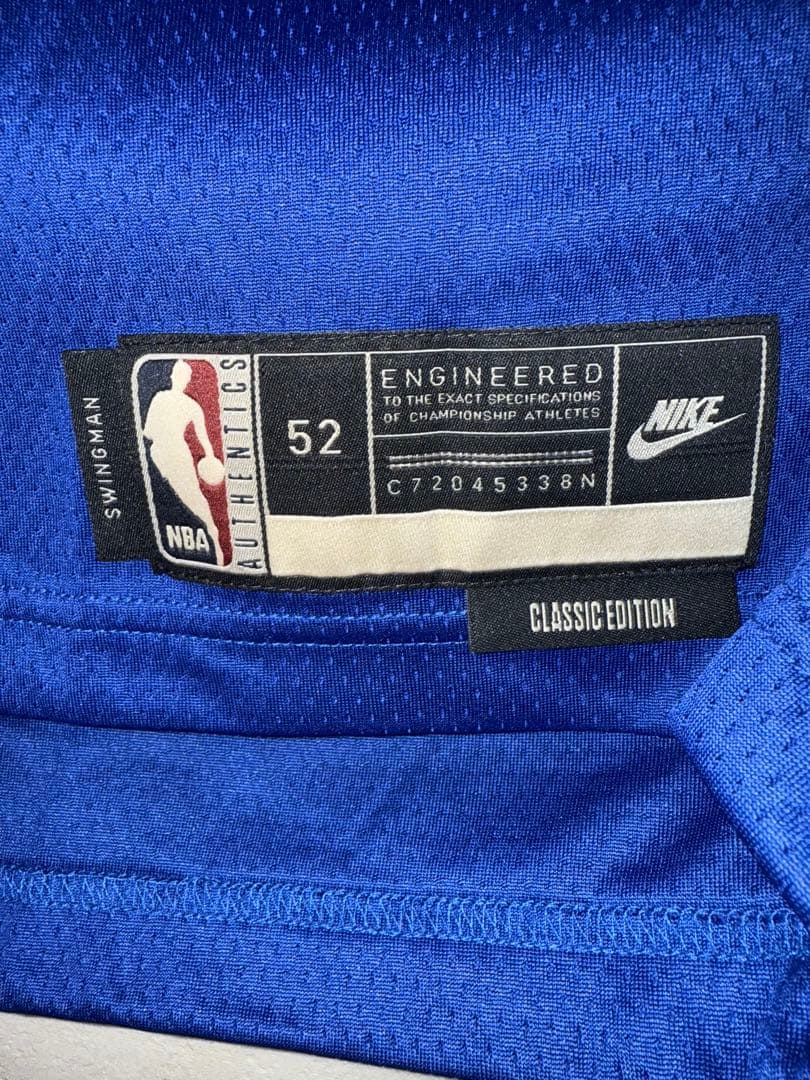 SWINGMAN
NBA
AUTHENTICS
52
ENGINEERED
TO THE EXACT SPECIFICATIONS
OF CHAMPIONSHIP ATHLETES
C72045338N
NIKE
CLASSIC EDITION